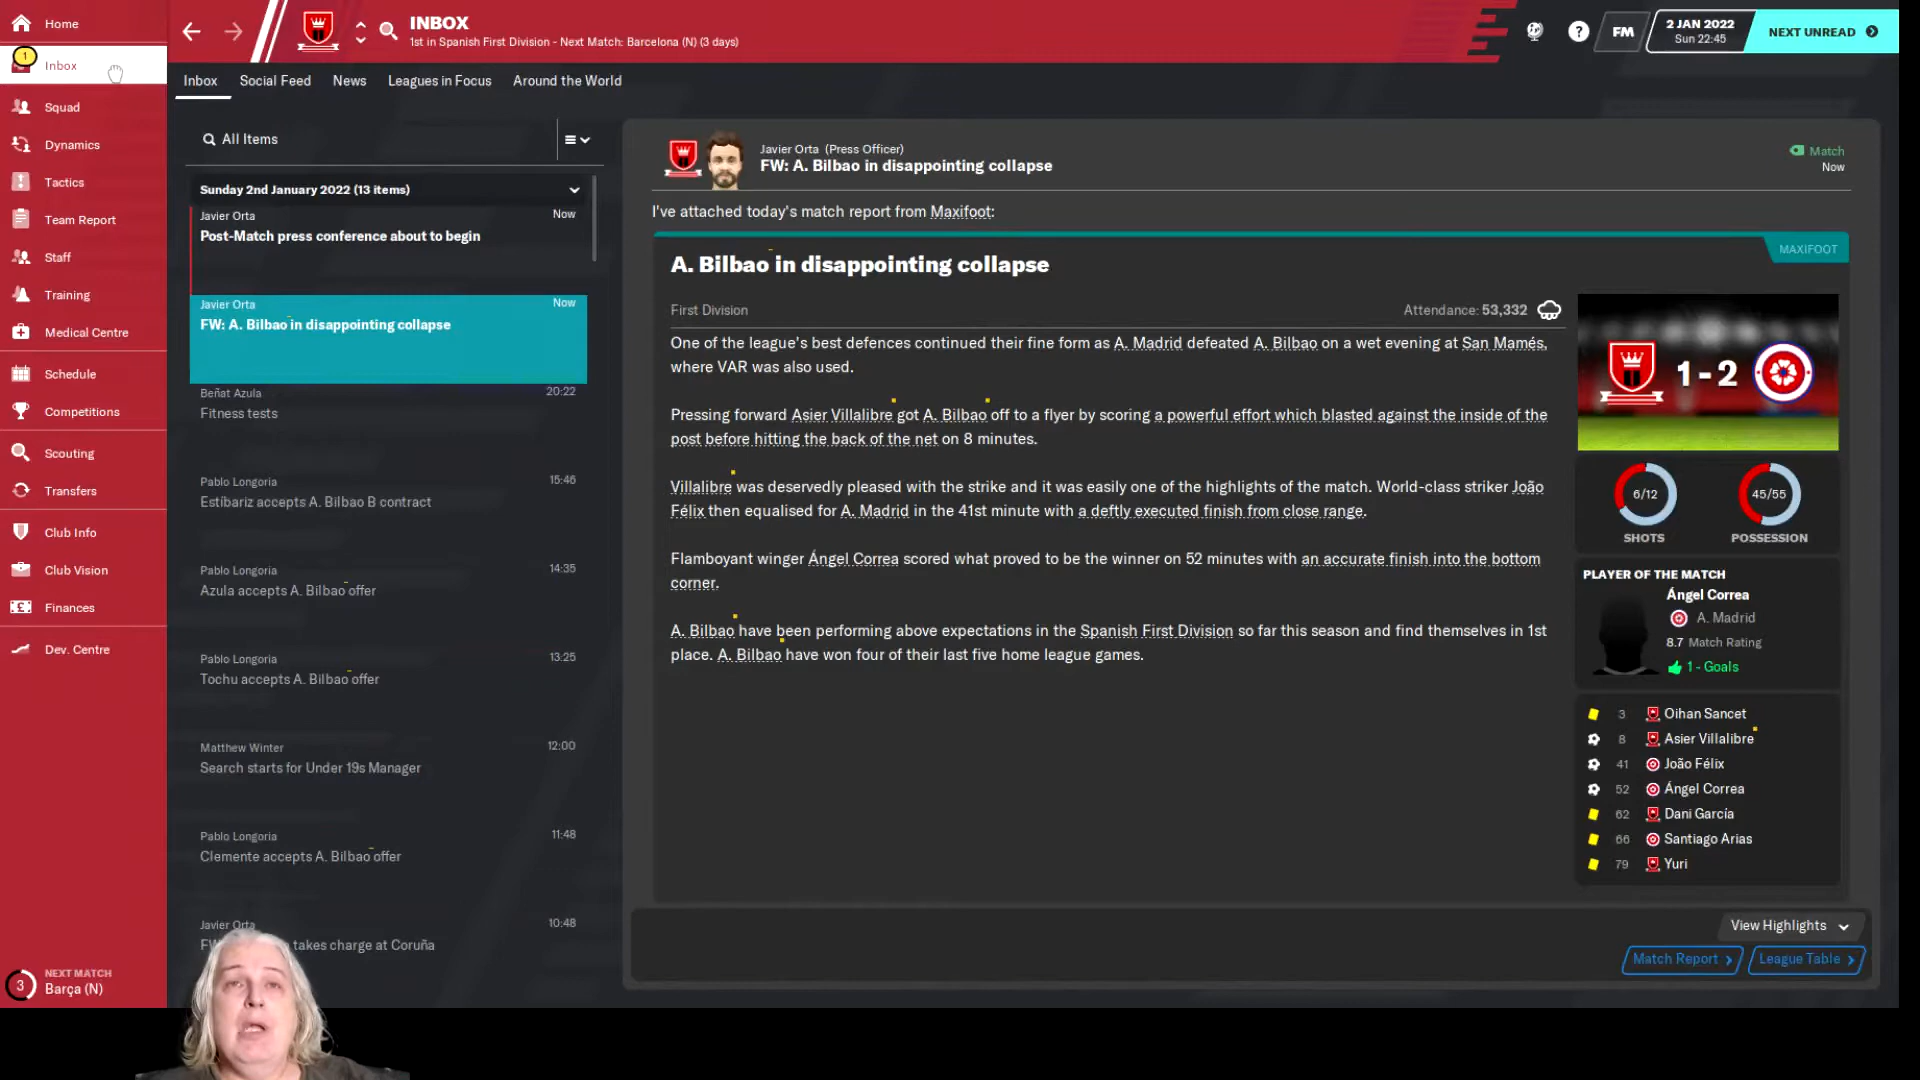 Home
1
Inbox
Squad
Dynamics
Tactics
Team Report
Staff
Training
Medical Centre
Schedule
Competitions
Scouting
Transfers
Club Info
Club Vision
Finances
Dev. Centre
3
NEXT MATCH
Barça (N)
INBOX
1st in Spanish First Division - Next Match: Barcelona (N) (3 days)
?
FM
2 JAN 2022
Sun 22:45
NEXT UNREAD
Inbox
Social Feed
News
Leagues in Focus
Around the World
All Items
Sunday 2nd January 2022 (13 items)
Javier Orta Now
Post-Match press conference about to begin
Javier Orta Now
FW: A. Bilbao in disappointing collapse
Beñat Azula 20:22
Fitness tests
Pablo Longoria 15:46
Estíbariz accepts A. Bilbao B contract
Pablo Longoria 14:35
Azula accepts A. Bilbao offer
Pablo Longoria 13:25
Tochu accepts A. Bilbao offer
Matthew Winter 12:00
Search starts for Under 19s Manager
Pablo Longoria 11:48
Clemente accepts A. Bilbao offer
Javier Orta 10:48
takes charge at Coruña
Javier Orta (Press Officer)
FW: A. Bilbao in disappointing collapse
Match
Now
I've attached today's match report from Maxifoot:
MAXIFOOT
A. Bilbao in disappointing collapse
First Division
Attendance: 53,332
One of the league's best defences continued their fine form as A. Madrid defeated A. Bilbao on a wet evening at San Mamés,
where VAR was also used.
Pressing forward Asier Villalibre got A. Bilbao off to a flyer by scoring a powerful effort which blasted against the inside of the
post before hitting the back of the net on 8 minutes.
Villalibre was deservedly pleased with the strike and it was easily one of the highlights of the match. World-class striker João
Félix then equalised for A. Madrid in the 41st minute with a deftly executed finish from close range.
Flamboyant winger Ángel Correa scored what proved to be the winner on 52 minutes with an accurate finish into the bottom
corner.
A. Bilbao have been performing above expectations in the Spanish First Division so far this season and find themselves in 1st
place. A. Bilbao have won four of their last five home league games.
1 - 2
6/12
SHOTS
45/55
POSSESSION
PLAYER OF THE MATCH
Ángel Correa
A. Madrid
8.7 Match Rating
1 - Goals
3 Oihan Sancet
8 Asier Villalibre
41 João Félix
52 Ángel Correa
62 Dani García
66 Santiago Arias
79 Yuri
View Highlights
Match Report
League Table